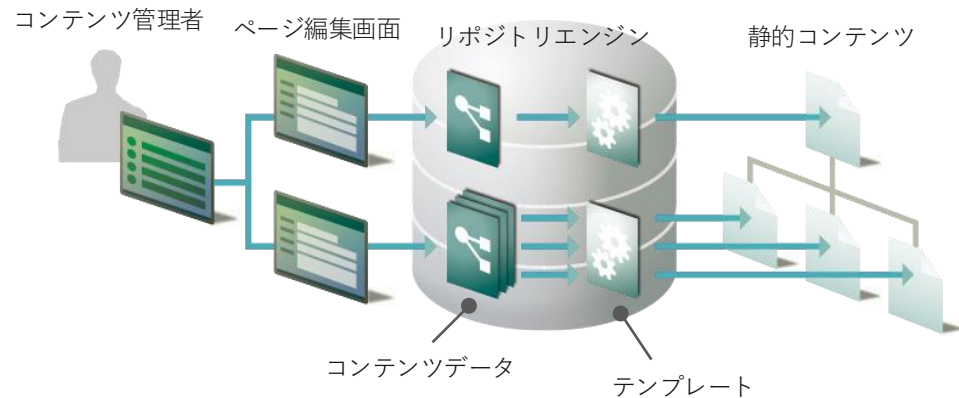 コンテンツ管理者
ページ編集画面
リポジトリエンジン
静的コンテンツ
コンテンツデータ
テンプレート